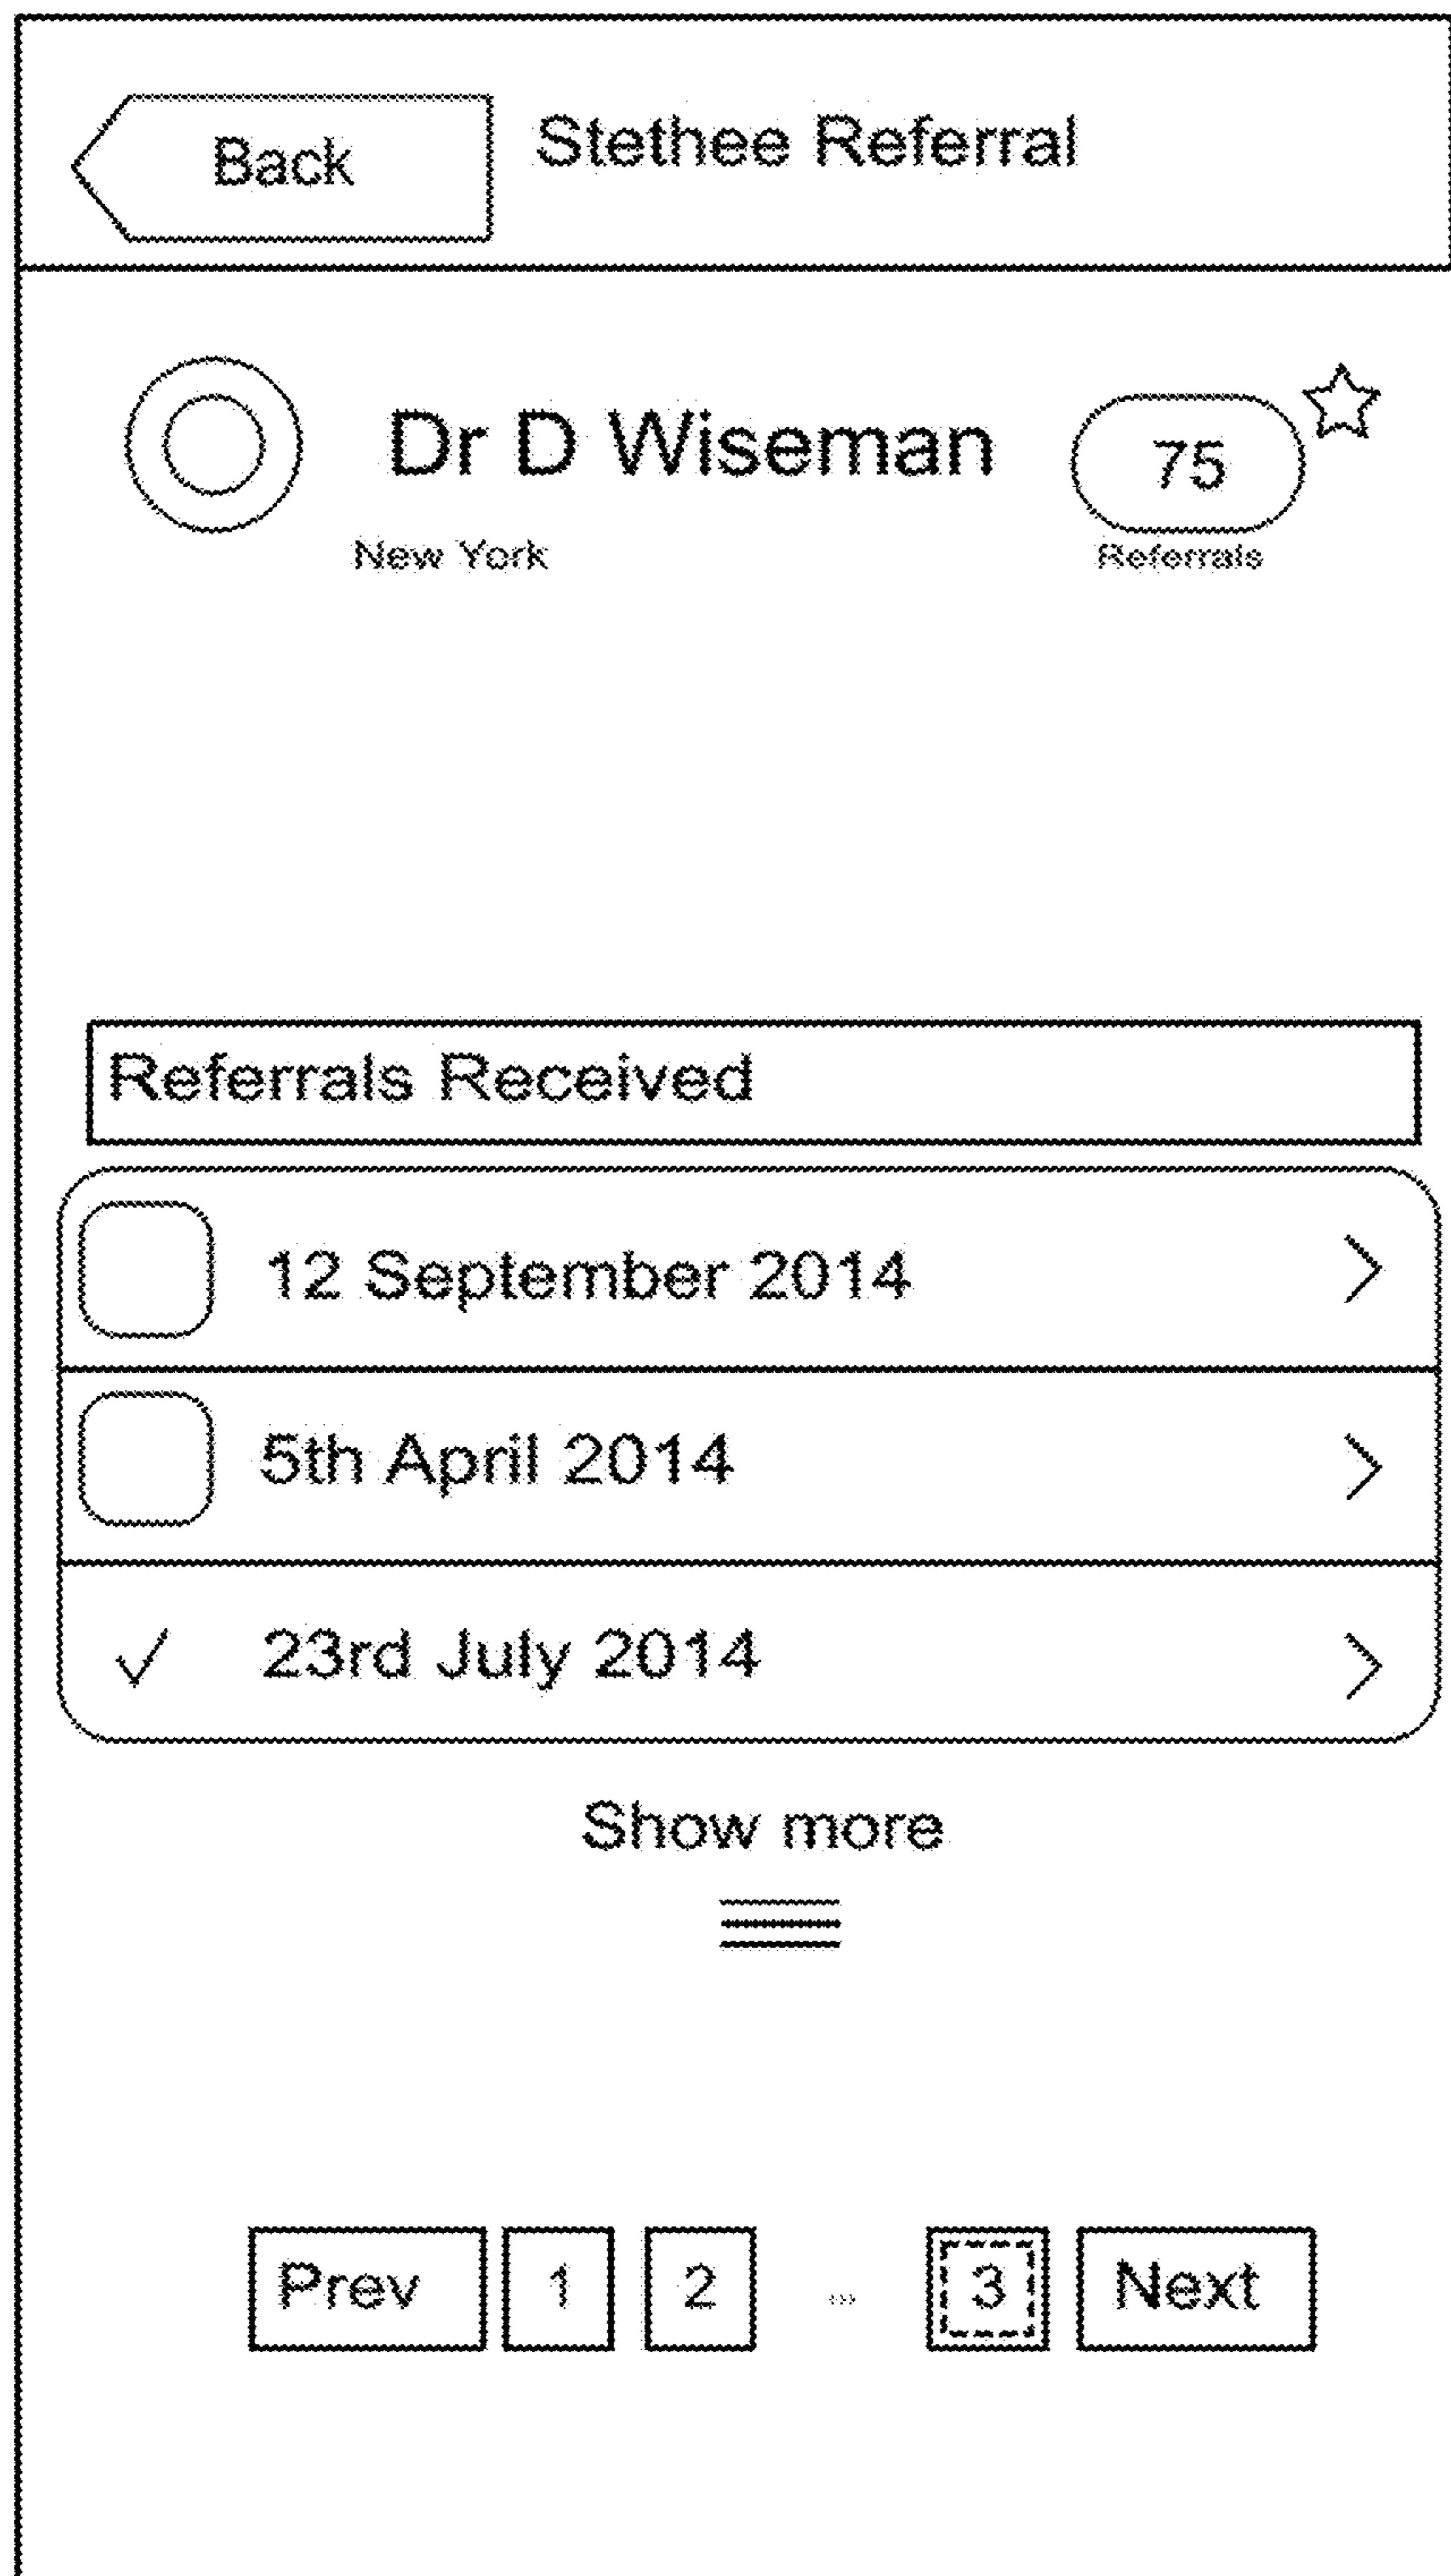 Back Stethee Referral
Dr D Wiseman 75
New York Referrals
Referrals Received
12 September 2014
5th April 2014
23rd July 2014
Show more
Prev 1 2 ... 3 Next